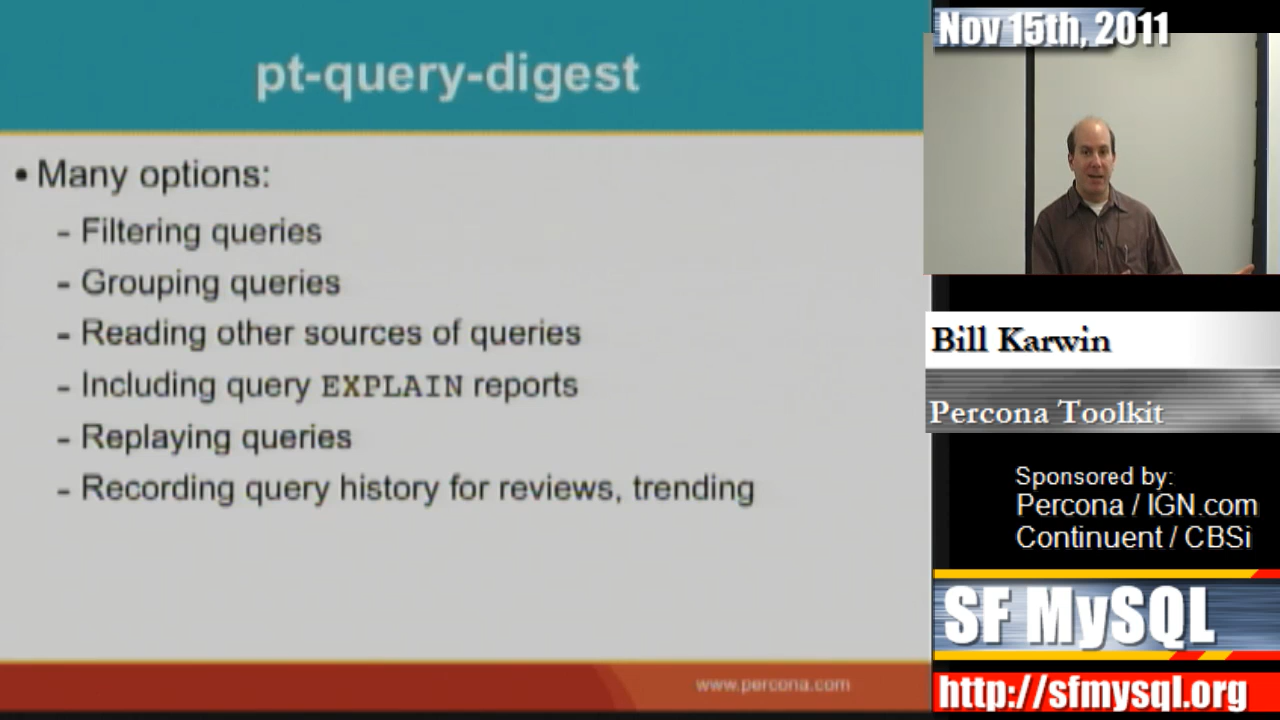 pt-query-digest
• Many options:
– Filtering queries
– Grouping queries
– Reading other sources of queries
– Including query EXPLAIN reports
– Replaying queries
– Recording query history for reviews, trending
www.percona.com
Nov 15th, 2011
Bill Karwin
Percona Toolkit
Sponsored by:
Percona / IGN.com
Continuent / CBSi
SF MySQL
http://sfmysql.org